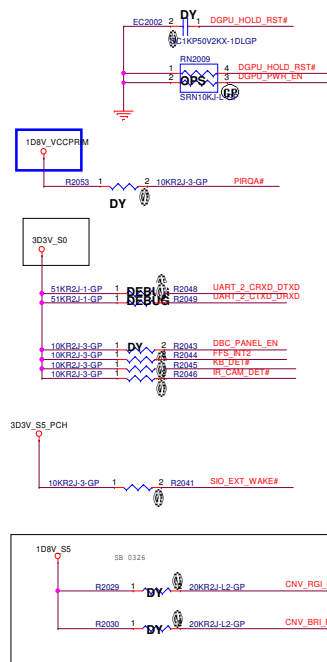 DY
EC2002 2 1 DGPU_HOLD_RST#
SC1KP50V2KX-1DLGP
RN2009
1 4 DGPU_HOLD_RST#
2 OPS 3 DGPU_PWR_EN
SRN10KJ-L-GP
1D8V_VCCPRIM
R2053 1 2 10KR2J-3-GP PIRQA#
DY
3D3V_S0
51KR2J-1-GP 1 DEBUG R2048 UART_2_CRXD_DTXD
51KR2J-1-GP 1 DEBUG R2049 UART_2_CTXD_DRXD
10KR2J-3-GP 1 DY 2 R2043 DBC_PANEL_EN
10KR2J-3-GP 1 R2044 FFS_INT2
10KR2J-3-GP 1 R2045 KB_DET#
10KR2J-3-GP 1 R2046 IR_CAM_DET#
3D3V_S5_PCH
10KR2J-3-GP 1 2 R2041 SIO_EXT_WAKE#
1D8V_S5
SB 0326
R2029 1 DY 20KR2J-L2-GP CNV_RGI_
R2030 1 DY 20KR2J-L2-GP CNV_BRI_